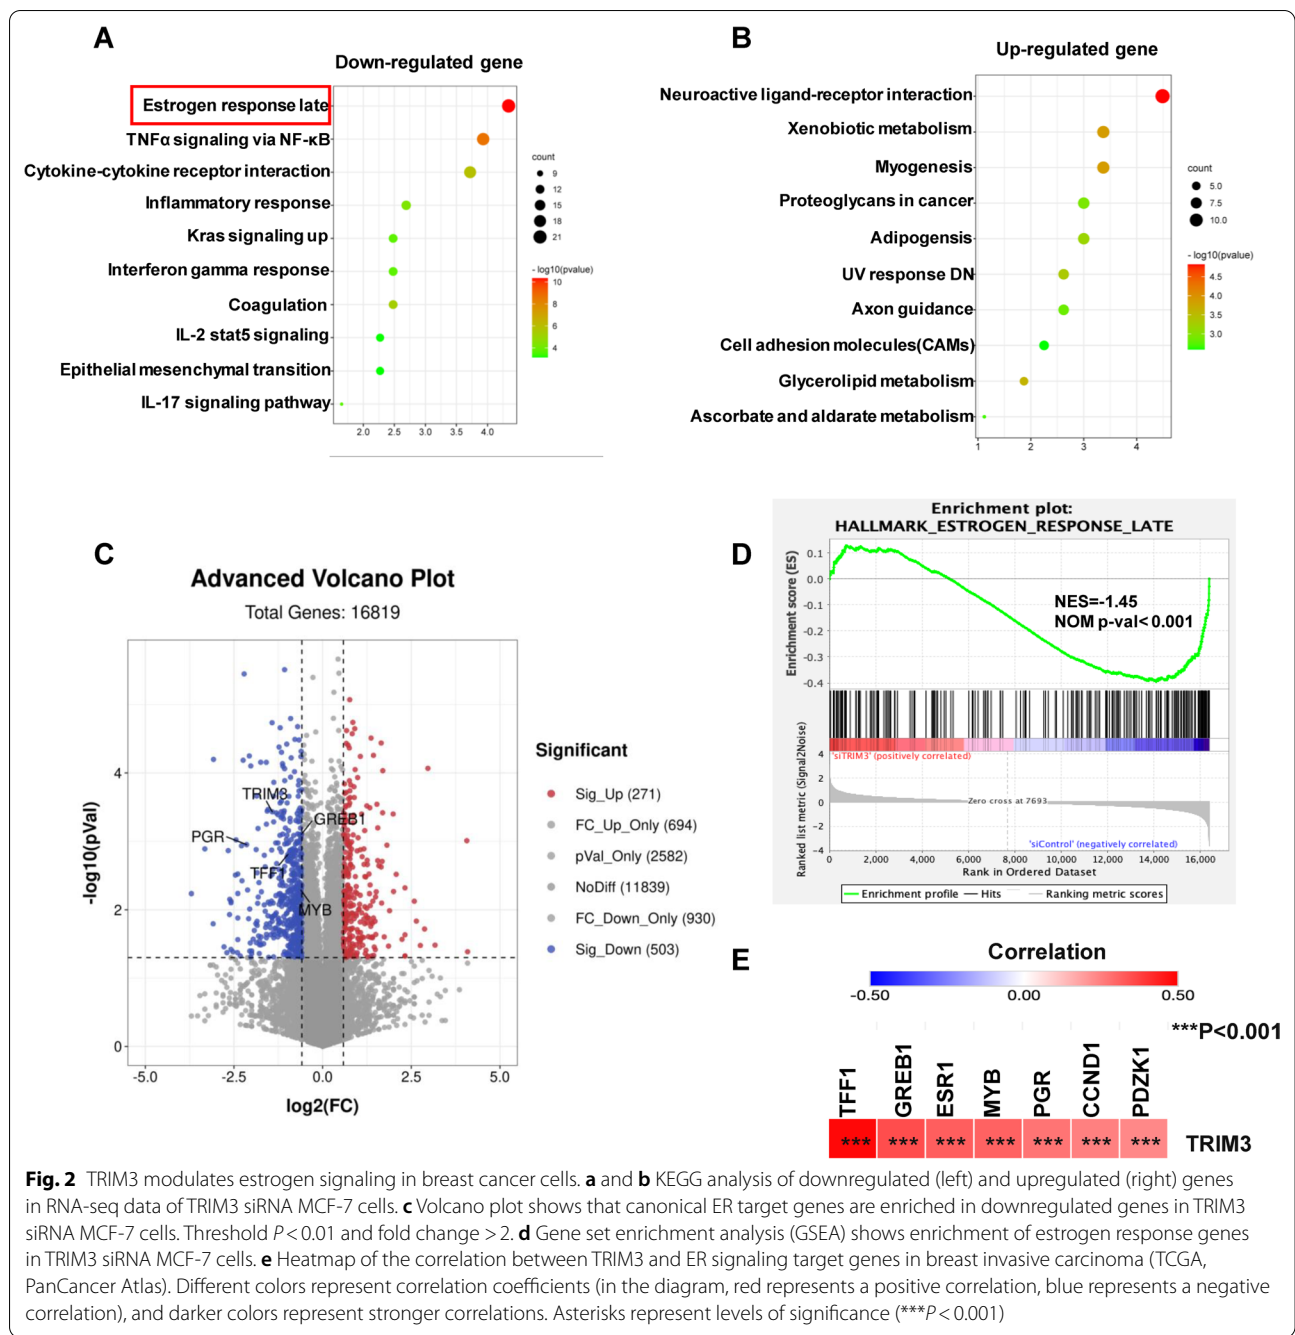 A
Down-regulated gene
Estrogen response late
TNFα signaling via NF-κB
Cytokine-cytokine receptor interaction
Inflammatory response
Kras signaling up
Interferon gamma response
Coagulation
IL-2 stat5 signaling
Epithelial mesenchymal transition
IL-17 signaling pathway
2.0 2.5 3.0 3.5 4.0
count
9
12
15
18
21
- log10(pvalue)
10
8
6
4
B
Up-regulated gene
Neuroactive ligand-receptor interaction
Xenobiotic metabolism
Myogenesis
Proteoglycans in cancer
Adipogensis
UV response DN
Axon guidance
Cell adhesion molecules(CAMs)
Glycerolipid metabolism
Ascorbate and aldarate metabolism
1 2 3 4
count
5.0
7.5
10.0
- log10(pvalue)
4.5
4.0
3.5
3.0
C
Advanced Volcano Plot
Total Genes: 16819
-log10(pVal)
4
2
0
TRIM3
GREB1
PGR
TFF1
MYB
-5.0 -2.5 0.0 2.5 5.0
log2(FC)
Significant
Sig_Up (271)
FC_Up_Only (694)
pVal_Only (2582)
NoDiff (11839)
FC_Down_Only (930)
Sig_Down (503)
D
Enrichment plot:
HALLMARK_ESTROGEN_RESPONSE_LATE
Enrichment score (ES)
0.1
0.0
-0.1
-0.2
-0.3
-0.4
NES=-1.45
NOM p-val< 0.001
Ranked list metric (Signal2Noise)
4
2
0
-2
-4
'siTRIM3' (positively correlated)
Zero cross at 7693
'siControl' (negatively correlated)
0 2,000 4,000 6,000 8,000 10,000 12,000 14,000 16,000
Rank in Ordered Dataset
Enrichment profile Hits Ranking metric scores
E
Correlation
-0.50 0.00 0.50
***P<0.001
TFF1 GREB1 ESR1 MYB PGR CCND1 PDZK1
*** *** *** *** *** *** *** TRIM3
Fig. 2 TRIM3 modulates estrogen signaling in breast cancer cells. a and b KEGG analysis of downregulated (left) and upregulated (right) genes
in RNA-seq data of TRIM3 siRNA MCF-7 cells. c Volcano plot shows that canonical ER target genes are enriched in downregulated genes in TRIM3
siRNA MCF-7 cells. Threshold P < 0.01 and fold change > 2. d Gene set enrichment analysis (GSEA) shows enrichment of estrogen response genes
in TRIM3 siRNA MCF-7 cells. e Heatmap of the correlation between TRIM3 and ER signaling target genes in breast invasive carcinoma (TCGA,
PanCancer Atlas). Different colors represent correlation coefficients (in the diagram, red represents a positive correlation, blue represents a negative
correlation), and darker colors represent stronger correlations. Asterisks represent levels of significance (***P < 0.001)